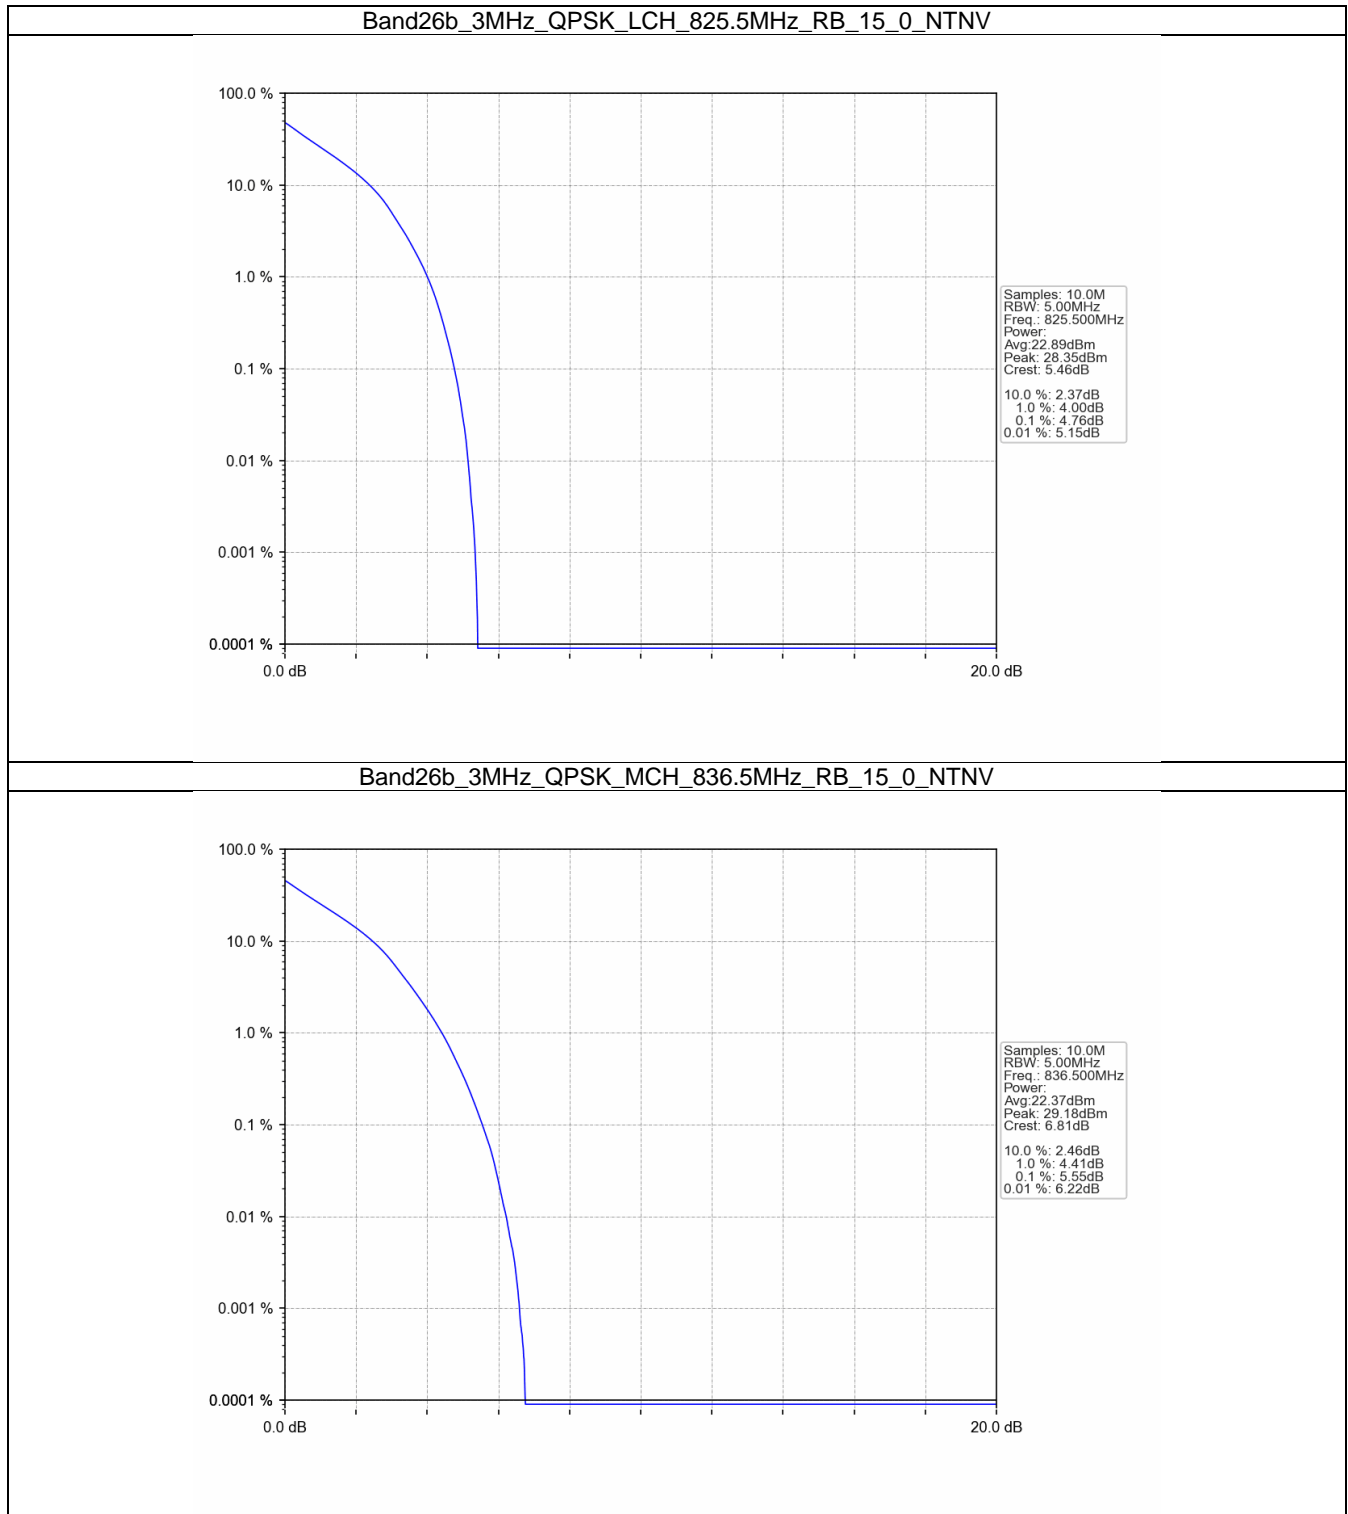 Band26b_3MHz_QPSK_LCH_825.5MHz_RB_15_0_NTNV
100.0 %
10.0 %
1.0 %
0.1 %
0.01 %
0.001 %
0.0001 %
0.0 dB
20.0 dB
Samples: 10.0M
RBW: 5.00MHz
Freq.: 825.500MHz
Power:
Avg:22.89dBm
Peak: 28.35dBm
Crest: 5.46dB
10.0 %: 2.37dB
1.0 %: 4.00dB
0.1 %: 4.76dB
0.01 %: 5.15dB
Band26b_3MHz_QPSK_MCH_836.5MHz_RB_15_0_NTNV
100.0 %
10.0 %
1.0 %
0.1 %
0.01 %
0.001 %
0.0001 %
0.0 dB
20.0 dB
Samples: 10.0M
RBW: 5.00MHz
Freq.: 836.500MHz
Power:
Avg:22.37dBm
Peak: 29.18dBm
Crest: 6.81dB
10.0 %: 2.46dB
1.0 %: 4.41dB
0.1 %: 5.55dB
0.01 %: 6.22dB